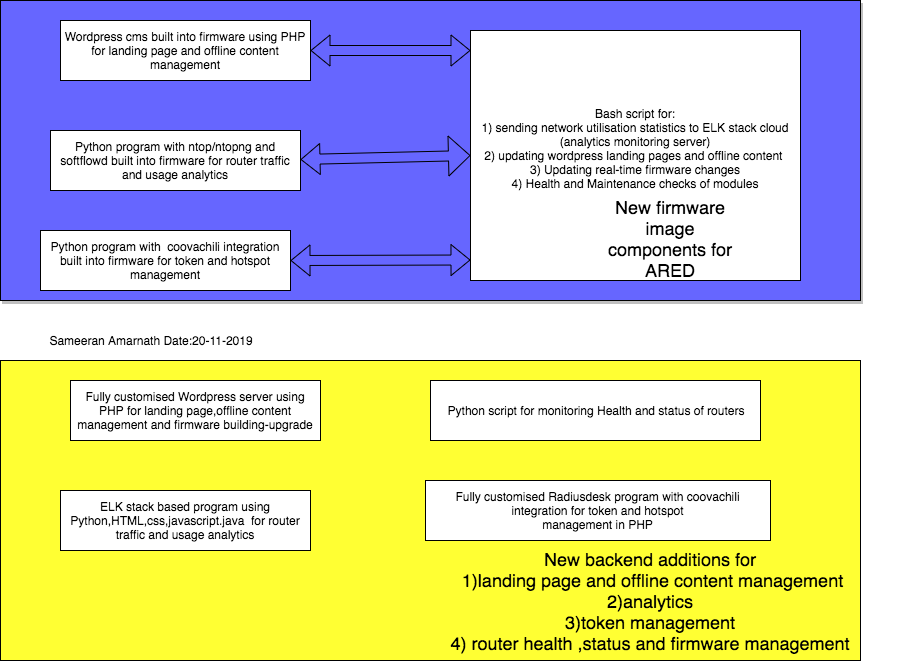 Wordpress cms built into firmware using PHP
for landing page and offline content
management
Bash script for:
1) sending network utilisation statistics to ELK stack cloud
(analytics monitoring server)
2) updating wordpress landing pages and offline content
3) Updating real-time firmware changes
4) Health and Maintenance checks of modules
New firmware
image
components for
ARED
Python program with ntop/ntopng and
softflowd built into firmware for router traffic
and usage analytics
Python program with  coovachili integration
built into firmware for token and hotspot
management
Sameeran Amarnath Date:20-11-2019
Fully customised Wordpress server using
PHP for landing page,offline content
management and firmware building-upgrade
Python script for monitoring Health and status of routers
ELK stack based program using
Python,HTML,css,javascript.java  for router
traffic and usage analytics
Fully customised Radiusdesk program with coovachili
integration for token and hotspot
management in PHP
New backend additions for
1)landing page and offline content management
2)analytics
3)token management
4) router health ,status and firmware management